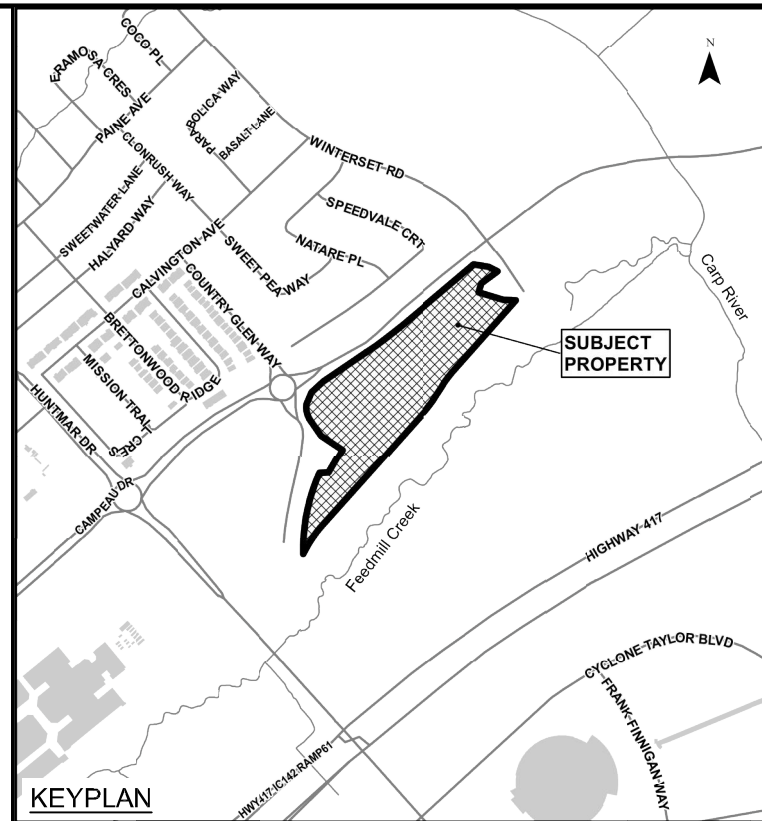 COCO PL
N
ERAMOSA CRES
BOLICA WAY
PARA
PAINE AVE
BASALT LANE
CLONRUSH WAY
WINTERSET RD
SWEETWATER LANE
SPEEDVALE CRT
HALYARD WAY
NATARE PL
SWEET PEA WAY
CALVINGTON AVE
COUNTRY GLEN WAY
Carp River
BRETTONWOOD RIDGE
SUBJECT
PROPERTY
MISSION TRAIL CRES
HUNTMAR DR
CAMPEAU DR
Feedmill Creek
HIGHWAY 417
CYCLONE TAYLOR BLVD
FRANK FINNIGAN WAY
HWY417 IC142 RAMP61
KEYPLAN